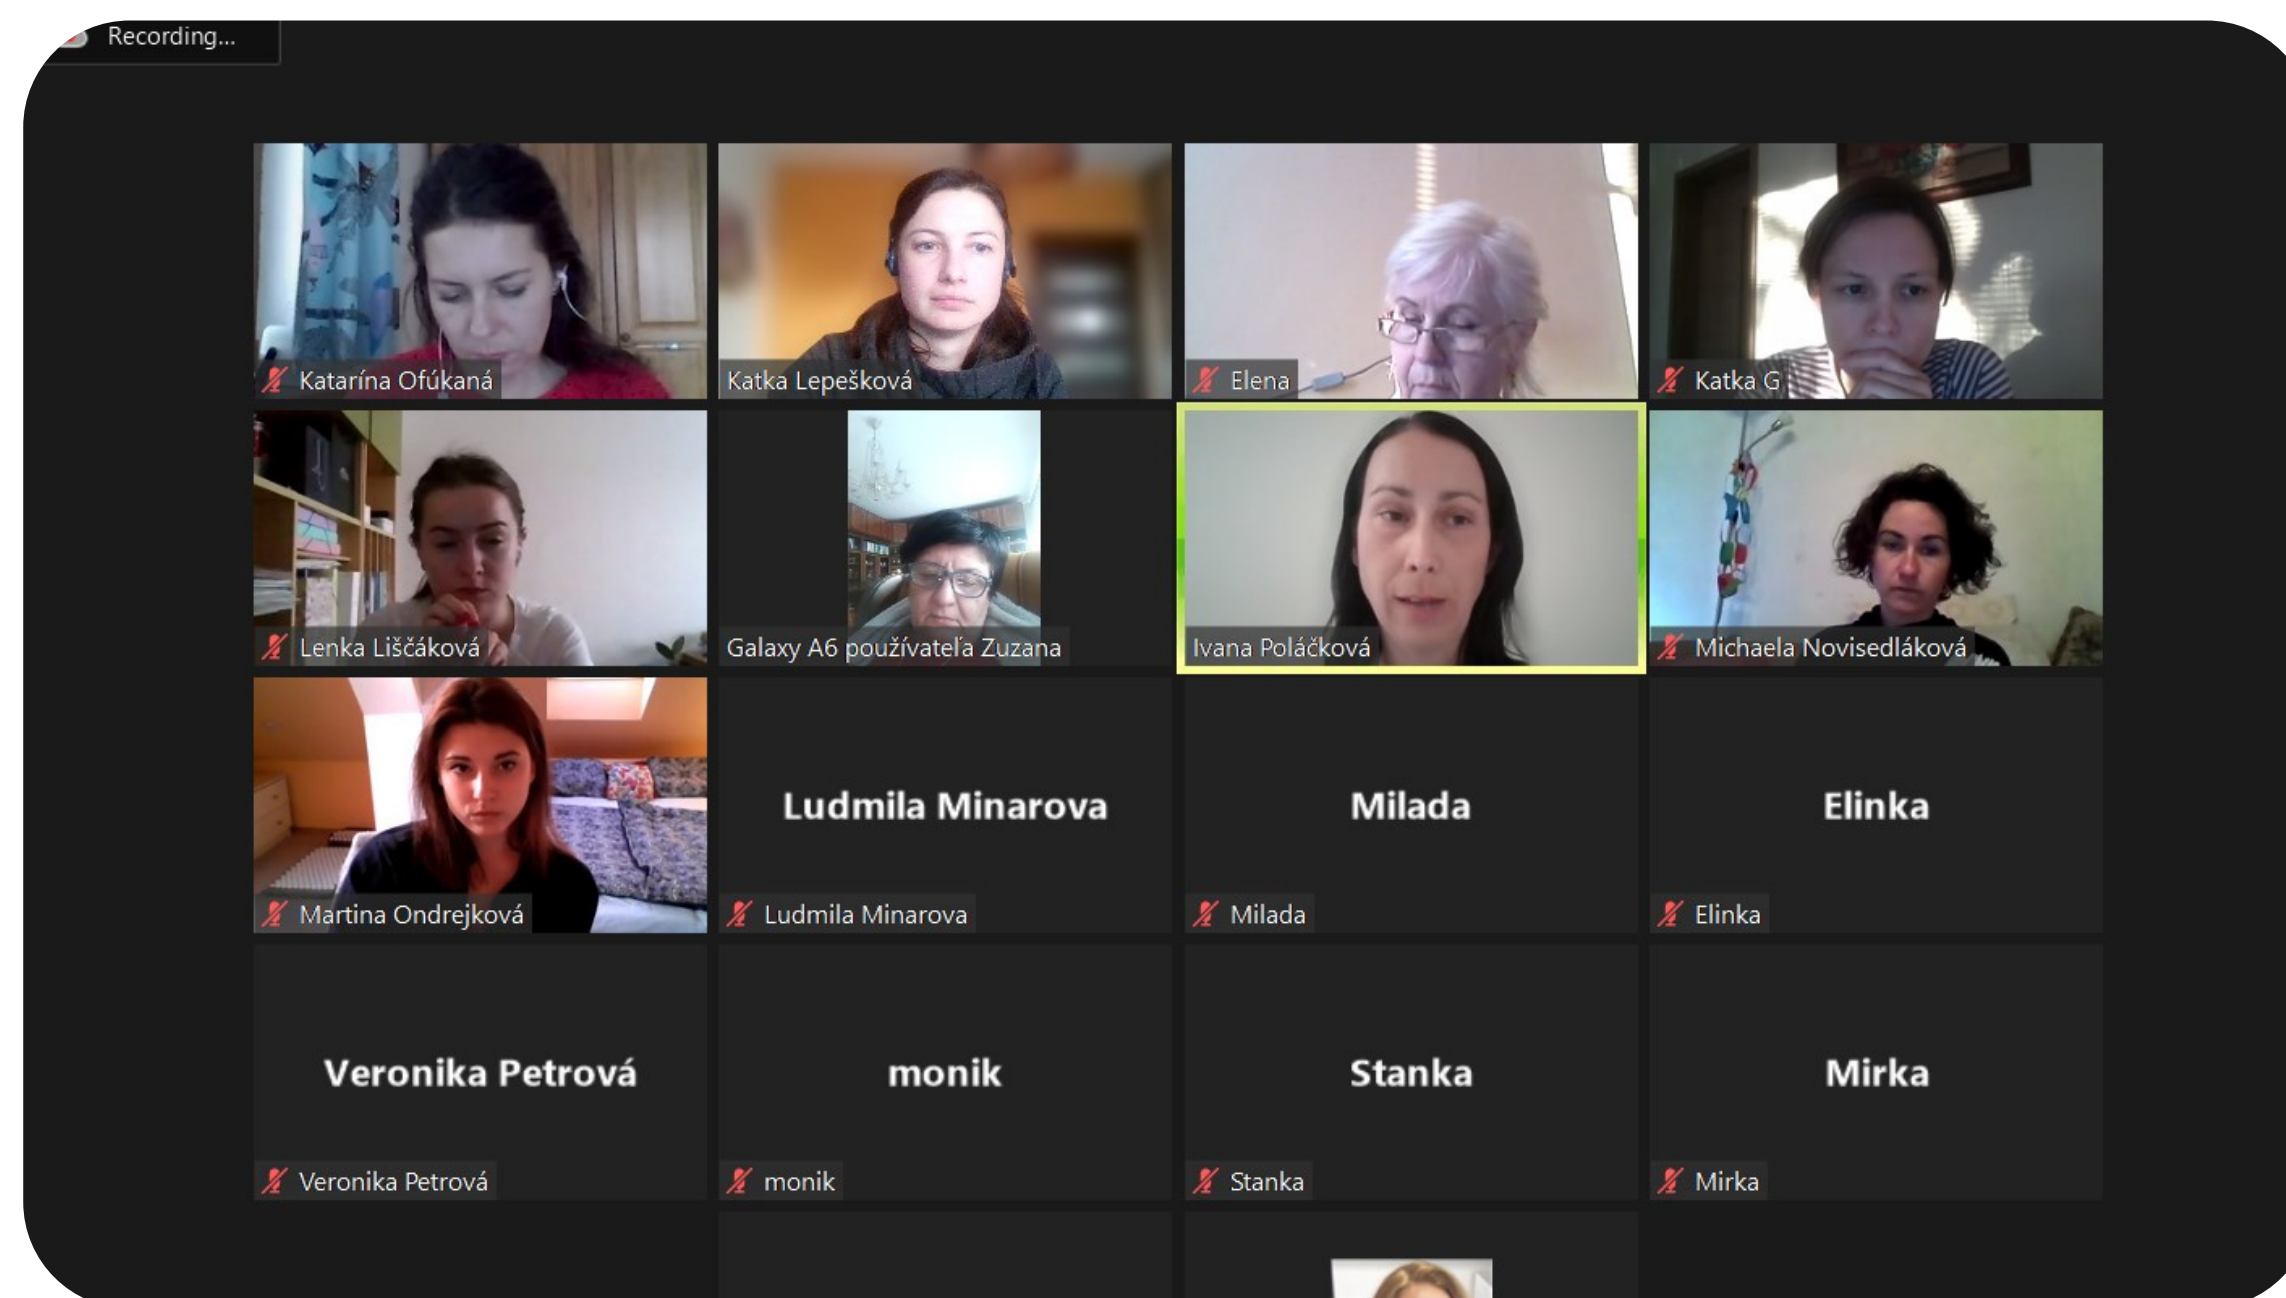 Recording...
Katarína Ofúkaná
Katka Lepešková
Elena
Katka G
Lenka Liščáková
Galaxy A6 používateľa Zuzana
Ivana Poláčková
Michaela Novisedláková
Martina Ondrejková
Ludmila Minarova
Ludmila Minarova
Milada
Milada
Elinka
Elinka
Veronika Petrová
Veronika Petrová
monik
monik
Stanka
Stanka
Mirka
Mirka